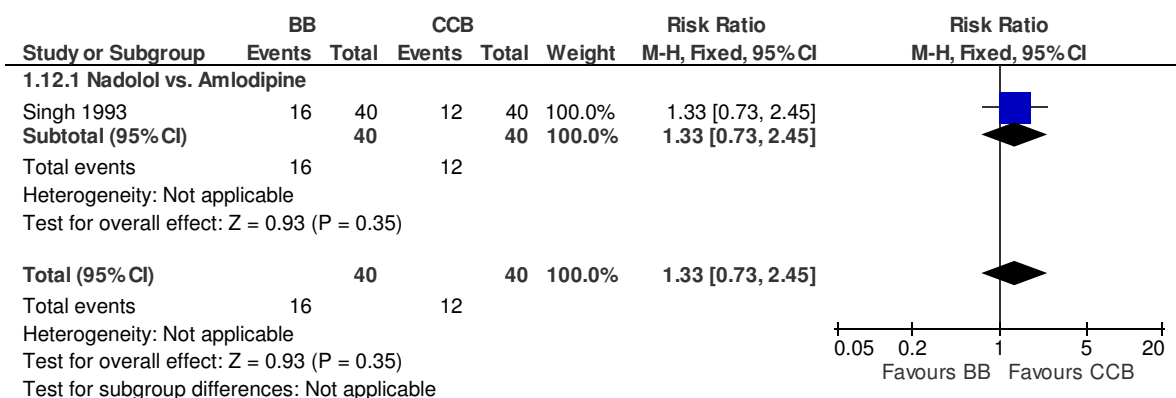 BB CCB Risk Ratio Risk Ratio
Study or Subgroup Events Total Events Total Weight M-H, Fixed, 95% CI M-H, Fixed, 95% CI
1.12.1 Nadolol vs. Amlodipine
Singh 1993 16 40 12 40 100.0% 1.33 [0.73, 2.45]
Subtotal (95% CI) 40 40 100.0% 1.33 [0.73, 2.45]
Total events 16 12
Heterogeneity: Not applicable
Test for overall effect: Z = 0.93 (P = 0.35)
Total (95% CI) 40 40 100.0% 1.33 [0.73, 2.45]
Total events 16 12
Heterogeneity: Not applicable
Test for overall effect: Z = 0.93 (P = 0.35)
Test for subgroup differences: Not applicable
0.05 0.2 1 5 20
Favours BB Favours CCB